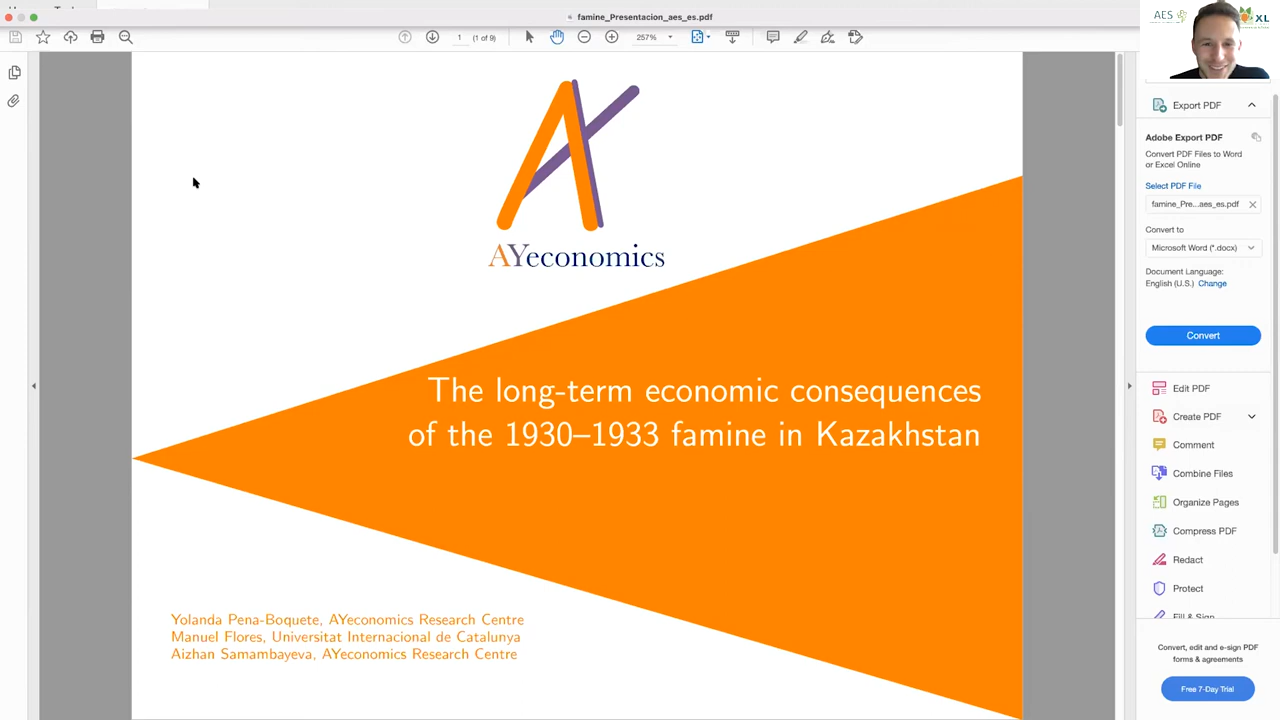 famine_Presentacion_aes_es.pdf
1
(1 of 9)
257%
AES
XL
Export PDF
Adobe Export PDF
Convert PDF Files to Word
or Excel Online
Select PDF File
famine_Pre...aes_es.pdf
Convert to
Microsoft Word (*.docx)
Document Language:
English (U.S.) Change
Convert
Edit PDF
Create PDF
Comment
Combine Files
Organize Pages
Compress PDF
Redact
Protect
Fill & Sign
Convert, edit and e-sign PDF
forms & agreements
Free 7-Day Trial
AYeconomics
The long-term economic consequences
of the 1930–1933 famine in Kazakhstan
Yolanda Pena-Boquete, AYeconomics Research Centre
Manuel Flores, Universitat Internacional de Catalunya
Aizhan Samambayeva, AYeconomics Research Centre